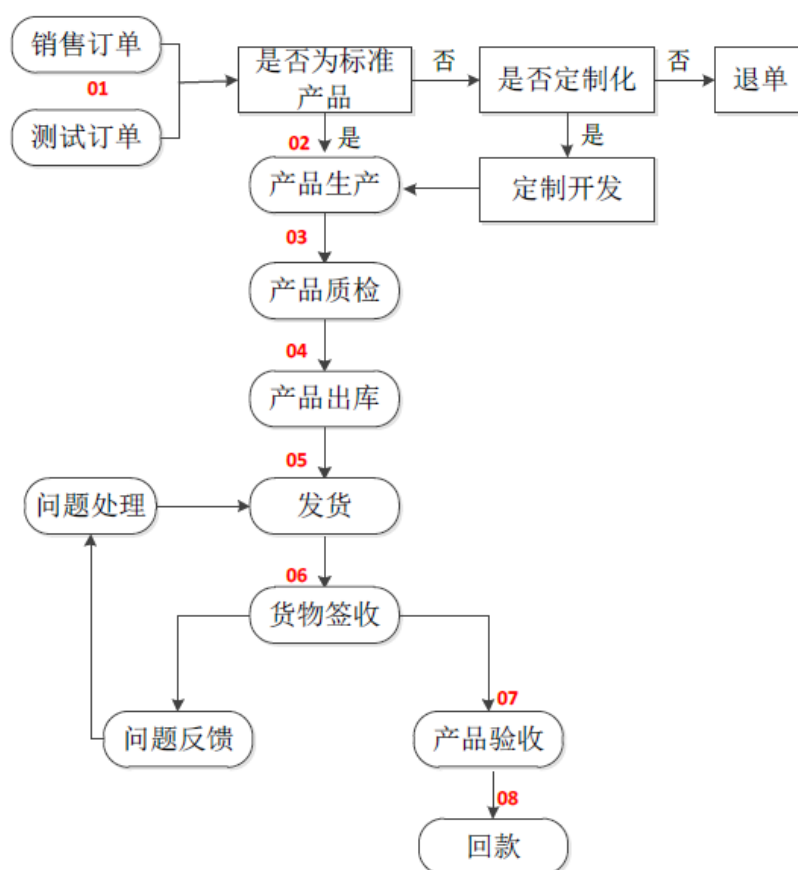 销售订单
01
测试订单
是否为标准
产品
否
是否定制化
否
退单
02
是
是
产品生产
定制开发
03
产品质检
04
产品出库
05
问题处理
发货
06
货物签收
07
问题反馈
产品验收
08
回款